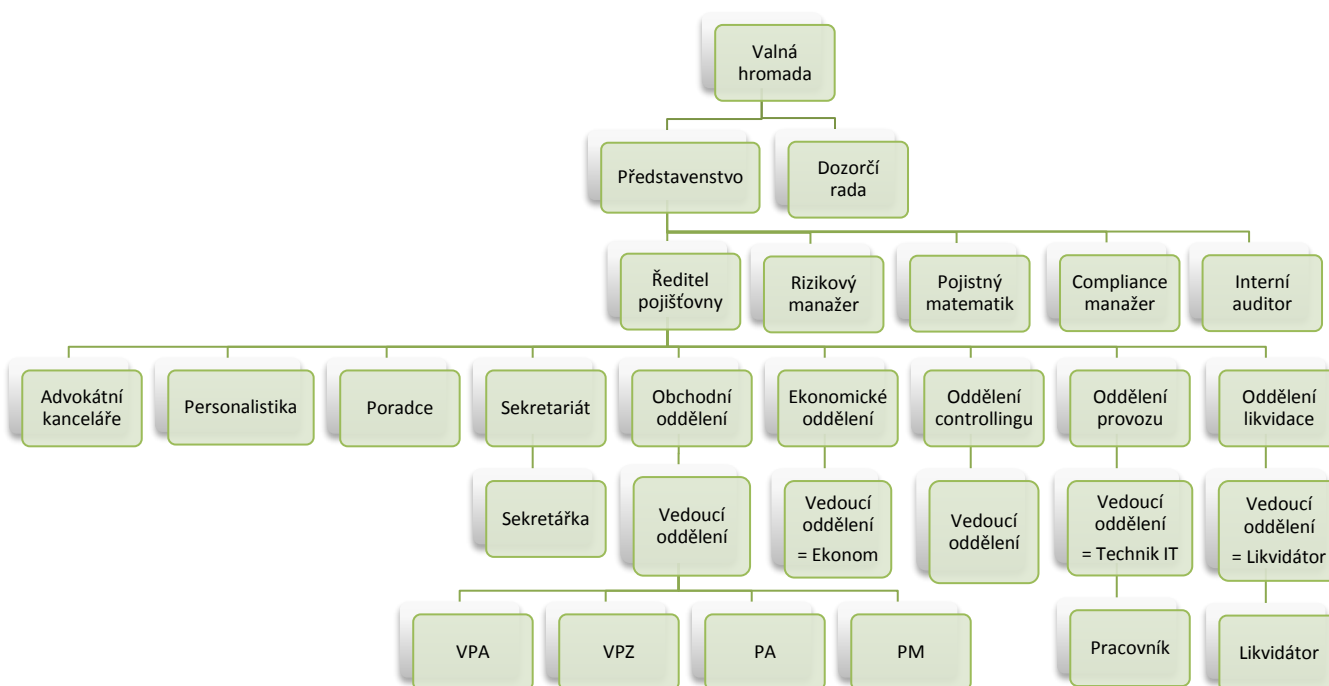 Valná
hromada
Představenstvo
Dozorčí
rada
Ředitel
pojišťovny
Rizikový
manažer
Pojistný
matematik
Compliance
manažer
Interní
auditor
Advokátní
kanceláře
Personalistika
Poradce
Sekretariát
Obchodní
oddělení
Ekonomické
oddělení
Oddělení
controllingu
Oddělení
provozu
Oddělení
likvidace
Sekretářka
Vedoucí
oddělení
Vedoucí
oddělení
= Ekonom
Vedoucí
oddělení
Vedoucí
oddělení
= Technik IT
Vedoucí
oddělení
= Likvidátor
VPA
VPZ
PA
PM
Pracovník
Likvidátor